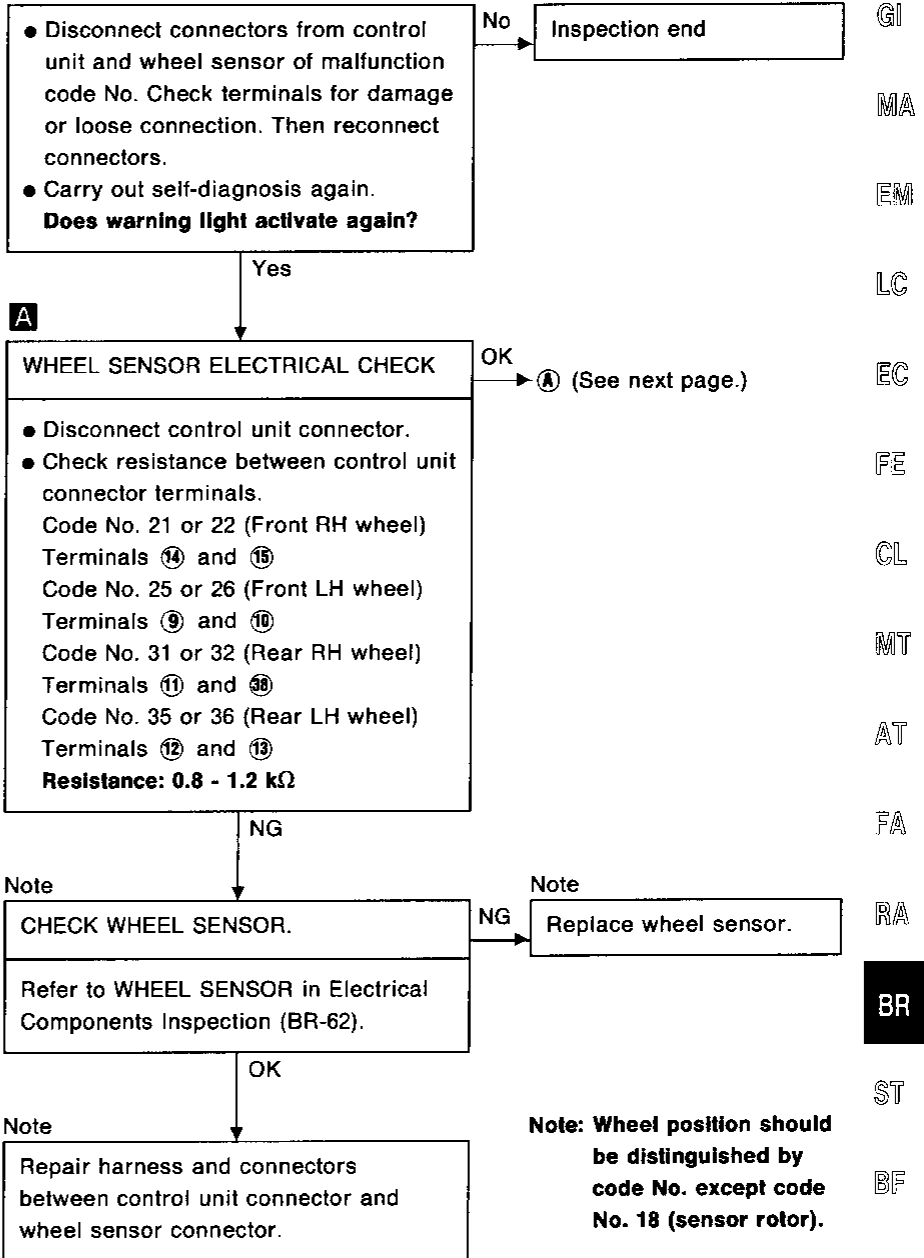 ● Disconnect connectors from control
unit and wheel sensor of malfunction
code No. Check terminals for damage
or loose connection. Then reconnect
connectors.
● Carry out self-diagnosis again.
Does warning light activate again?
No
Inspection end
Yes
A
WHEEL SENSOR ELECTRICAL CHECK
OK
Ⓐ (See next page.)
● Disconnect control unit connector.
● Check resistance between control unit
connector terminals.
Code No. 21 or 22 (Front RH wheel)
Terminals ⑭ and ⑮
Code No. 25 or 26 (Front LH wheel)
Terminals ⑨ and ⑩
Code No. 31 or 32 (Rear RH wheel)
Terminals ⑪ and ㊳
Code No. 35 or 36 (Rear LH wheel)
Terminals ⑫ and ⑬
Resistance: 0.8 - 1.2 kΩ
NG
Note
CHECK WHEEL SENSOR.
Refer to WHEEL SENSOR in Electrical
Components Inspection (BR-62).
NG
Note
Replace wheel sensor.
OK
Note
Repair harness and connectors
between control unit connector and
wheel sensor connector.
Note: Wheel position should
be distinguished by
code No. except code
No. 18 (sensor rotor).
GI
MA
EM
LC
EC
FE
CL
MT
AT
FA
RA
BR
ST
BF